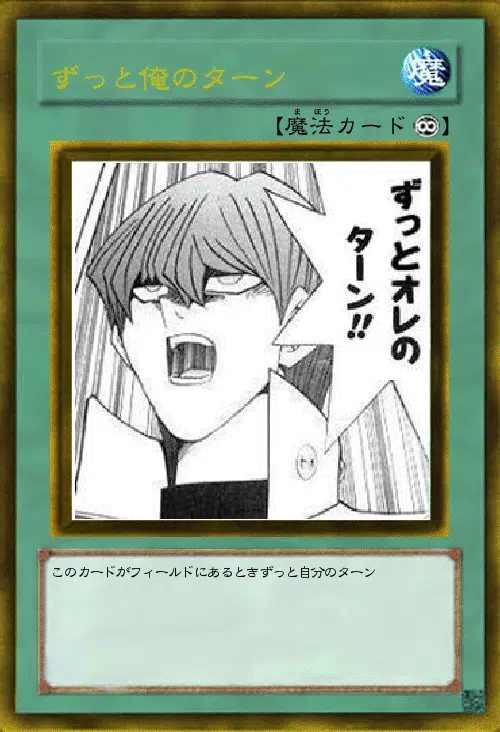 ずっと俺のターン
魔
【魔法カード♾】
まほう
ずっとオレの
ターン!!
このカードがフィールドにあるときずっと自分のターン